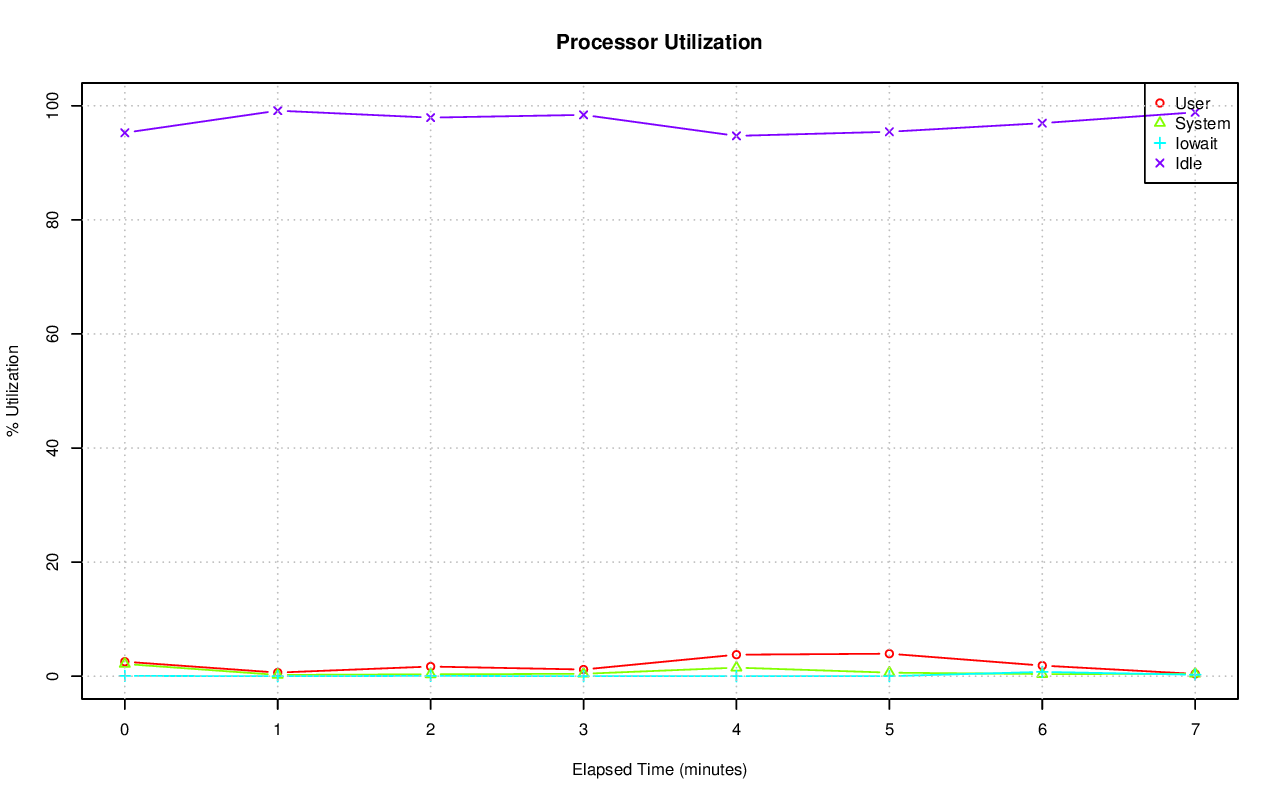 Processor Utilization
% Utilization
100
80
60
40
20
0
User
System
Iowait
Idle
0 1 2 3 4 5 6 7
Elapsed Time (minutes)